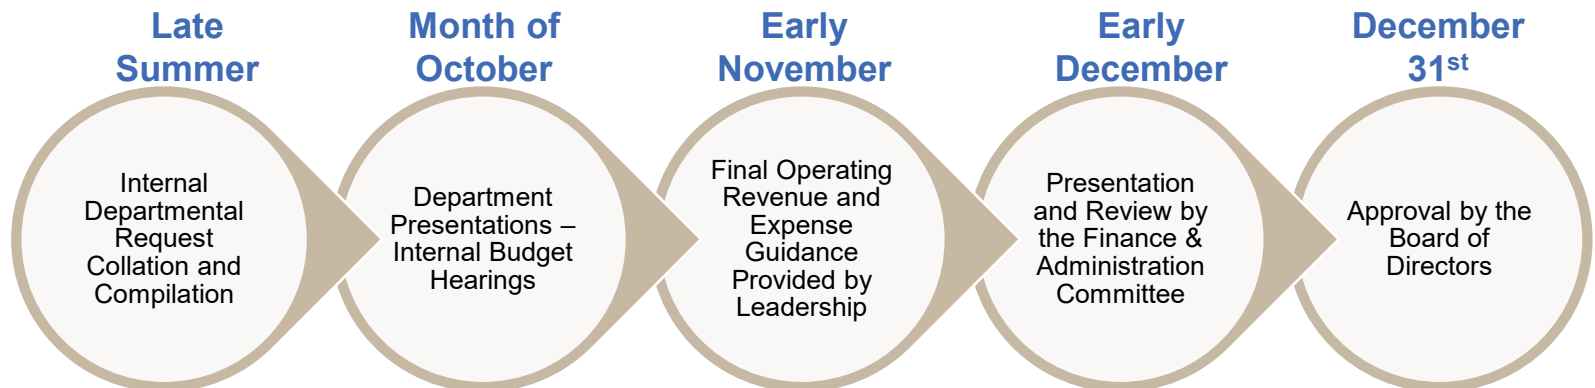 Late
Summer
Month of
October
Early
November
Early
December
December
31st
Internal
Departmental
Request
Collation and
Compilation
Department
Presentations –
Internal Budget
Hearings
Final Operating
Revenue and
Expense
Guidance
Provided by
Leadership
Presentation
and Review by
the Finance &
Administration
Committee
Approval by the
Board of
Directors